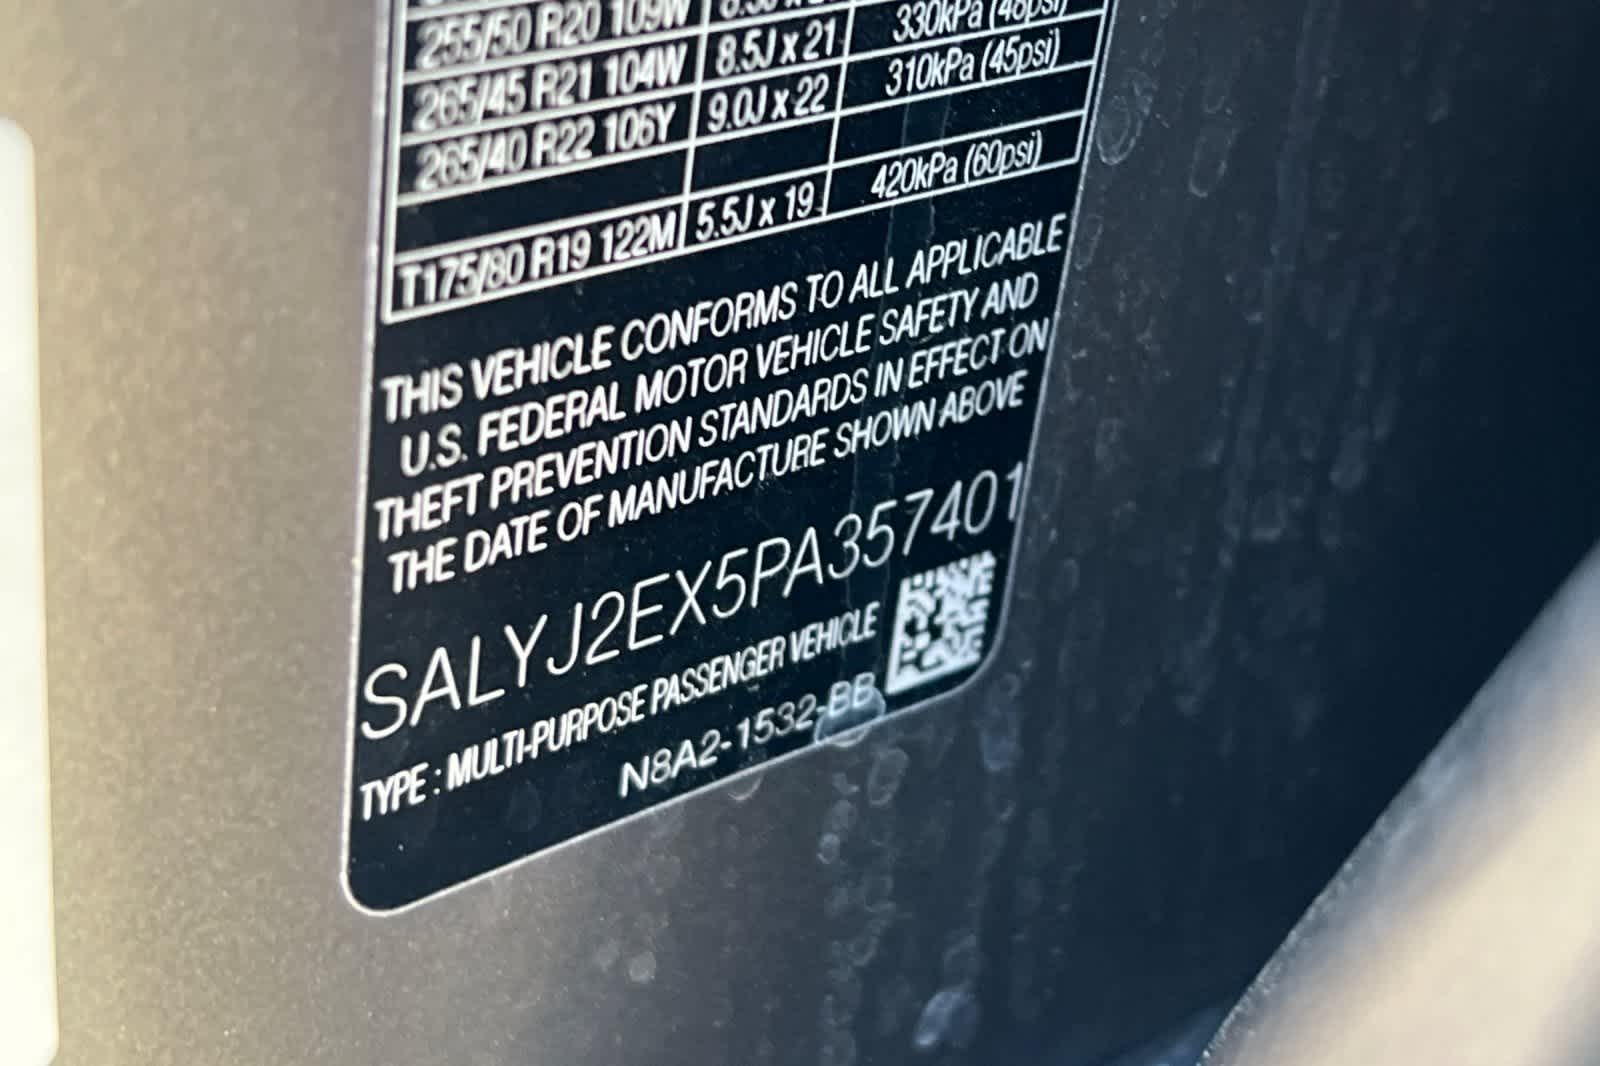 255/50 R20 109W
265/45 R21 104W 8.5J x 21 330kPa (48psi)
265/40 R22 106Y 9.0J x 22 310kPa (45psi)
T175/80 R19 122M 5.5J x 19 420kPa (60psi)
THIS VEHICLE CONFORMS TO ALL APPLICABLE
U.S. FEDERAL MOTOR VEHICLE SAFETY AND
THEFT PREVENTION STANDARDS IN EFFECT ON
THE DATE OF MANUFACTURE SHOWN ABOVE
SALYJ2EX5PA357401
TYPE : MULTI-PURPOSE PASSENGER VEHICLE
N8A2-1532-BB